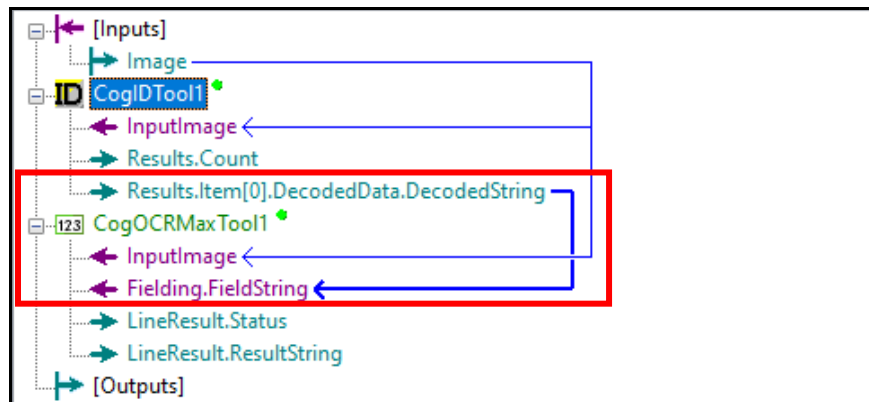 [Inputs]
Image
ID CogIDTool1
InputImage
Results.Count
Results.Item[0].DecodedData.DecodedString
123 CogOCRMaxTool1
InputImage
Fielding.FieldString
LineResult.Status
LineResult.ResultString
[Outputs]